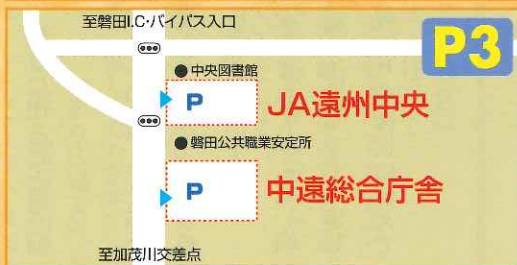 至磐田I.C・バイパス入口
P3
●中央図書館
P
JA遠州中央
●磐田公共職業安定所
P
中遠総合庁舎
至加茂川交差点